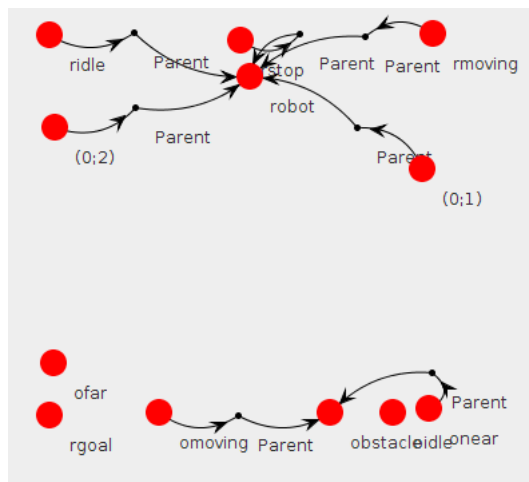 ridle
Parent
stop
Parent
Parent
rmoving
robot
(0;2)
Parent
Parent
(0;1)
ofar
Parent
rgoal
omoving
Parent
obstacle
oidle
onear